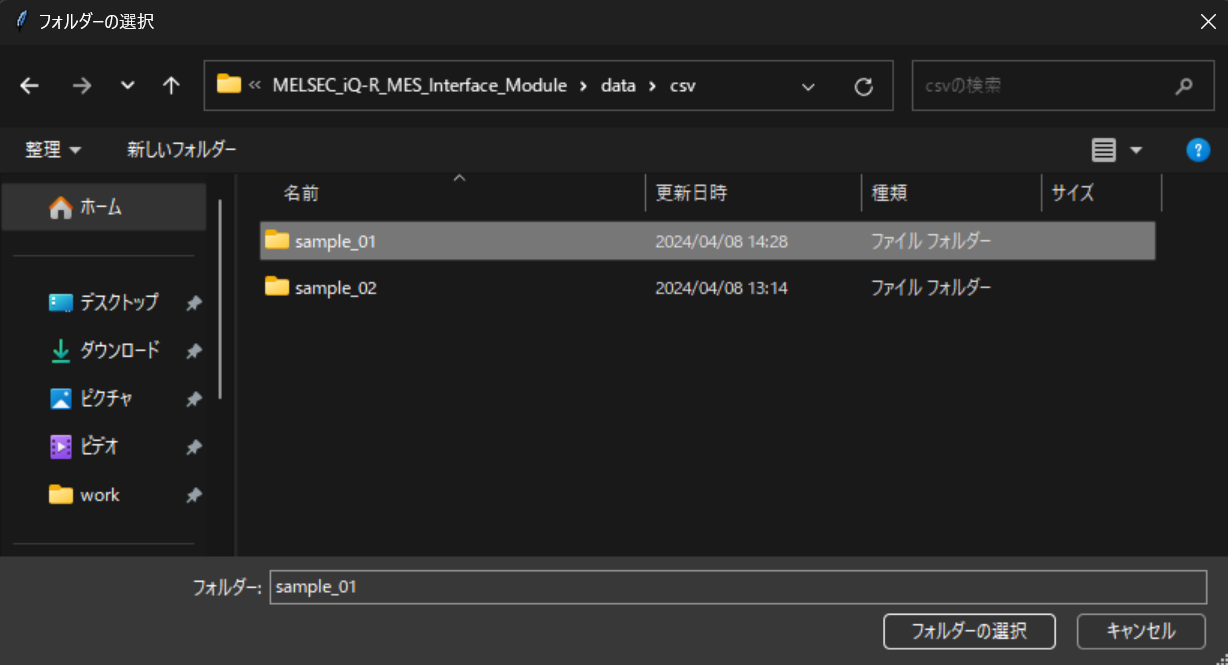 フォルダーの選択
« MELSEC_iQ-R_MES_Interface_Module › data › csv
csvの検索
整理 新しいフォルダー
?
名前 更新日時 種類 サイズ
sample_01 2024/04/08 14:28 ファイル フォルダー
sample_02 2024/04/08 13:14 ファイル フォルダー
ホーム
デスクトップ
ダウンロード
ピクチャ
ビデオ
work
フォルダー: sample_01
フォルダーの選択 キャンセル